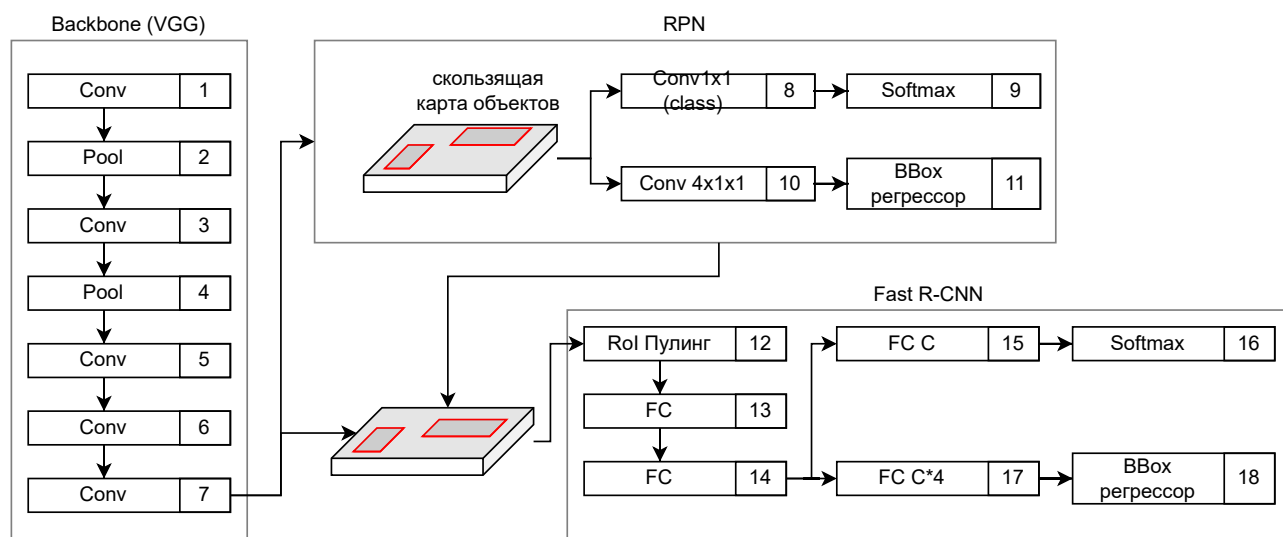 Backbone (VGG)
Conv 1
Pool 2
Conv 3
Pool 4
Conv 5
Conv 6
Conv 7
RPN
скользящая
карта объектов
Conv1x1
(class) 8
Softmax 9
Conv 4x1x1 10
BBox
регрессор 11
Fast R-CNN
RoI Пулинг 12
FC 13
FC 14
FC C 15
Softmax 16
FC C*4 17
BBox
регрессор 18